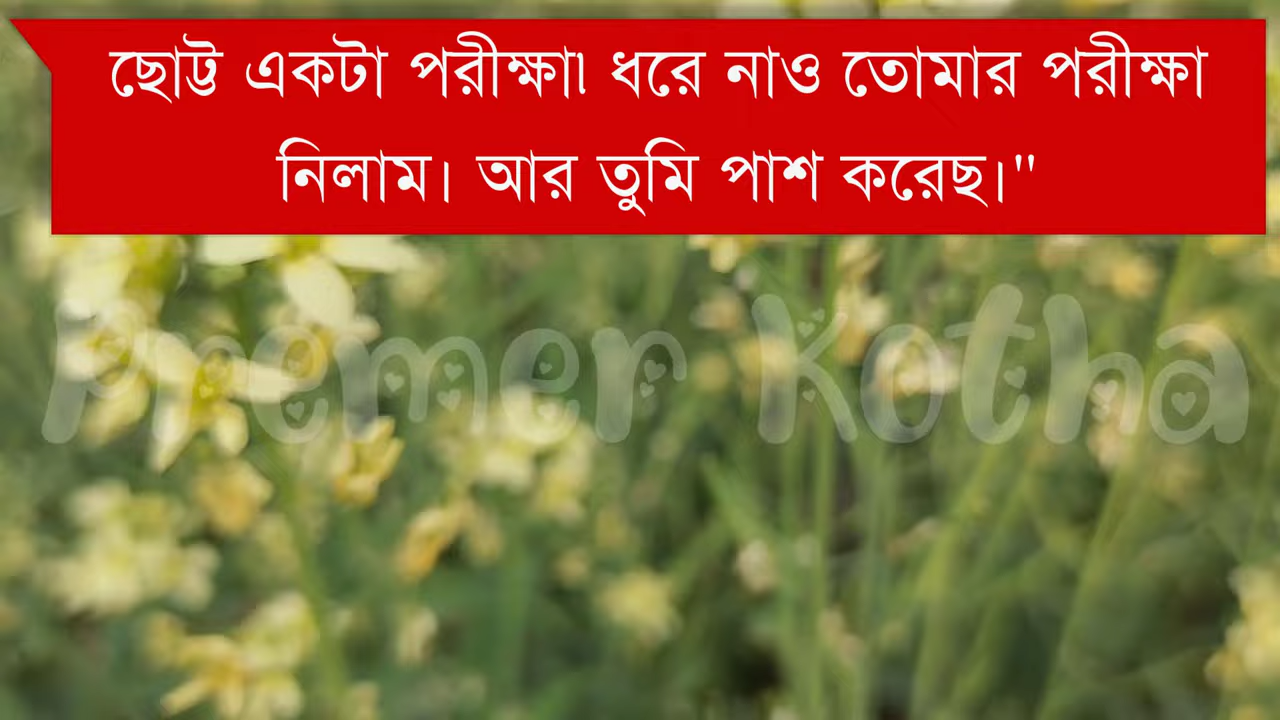 ছোট্ট একটা পরীক্ষা৷ ধরে নাও তোমার পরীক্ষা
নিলাম। আর তুমি পাশ করেছ।"
Premer Kotha